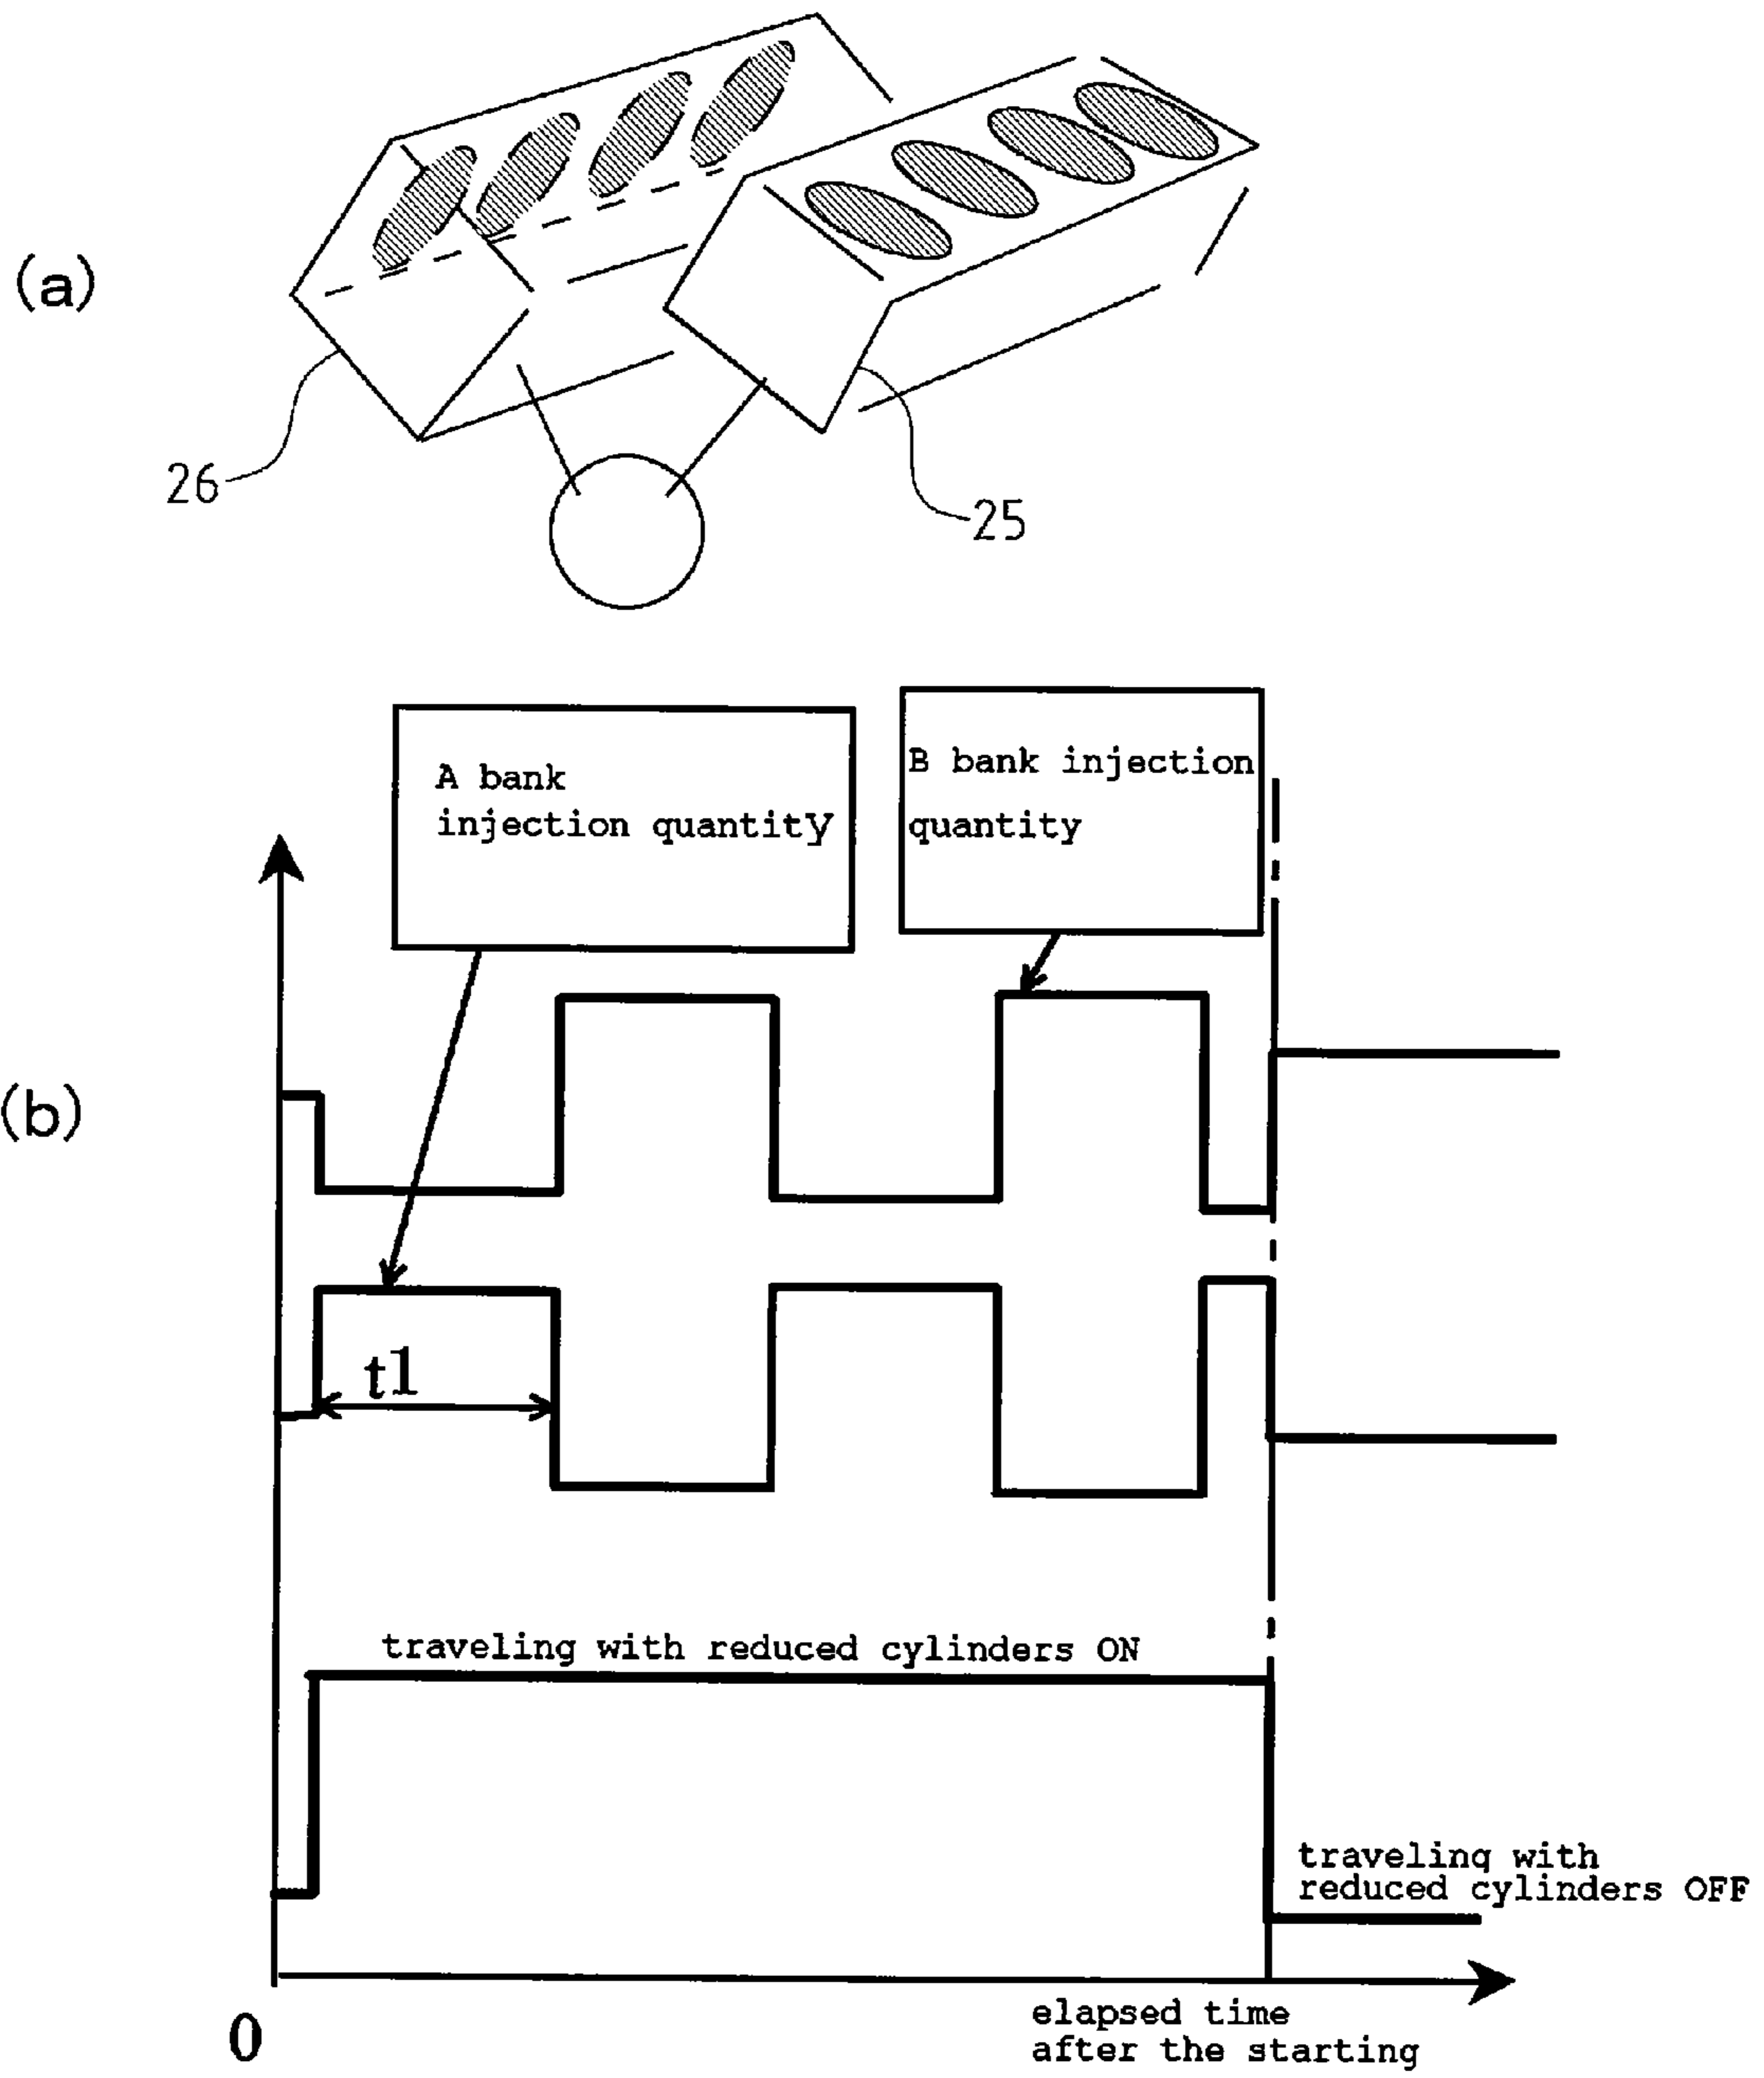 (a)
26
25
A bank
injection quantity
B bank injection
quantity
(b)
t1
traveling with reduced cylinders ON
traveling with
reduced cylinders OFF
0
elapsed time
after the starting